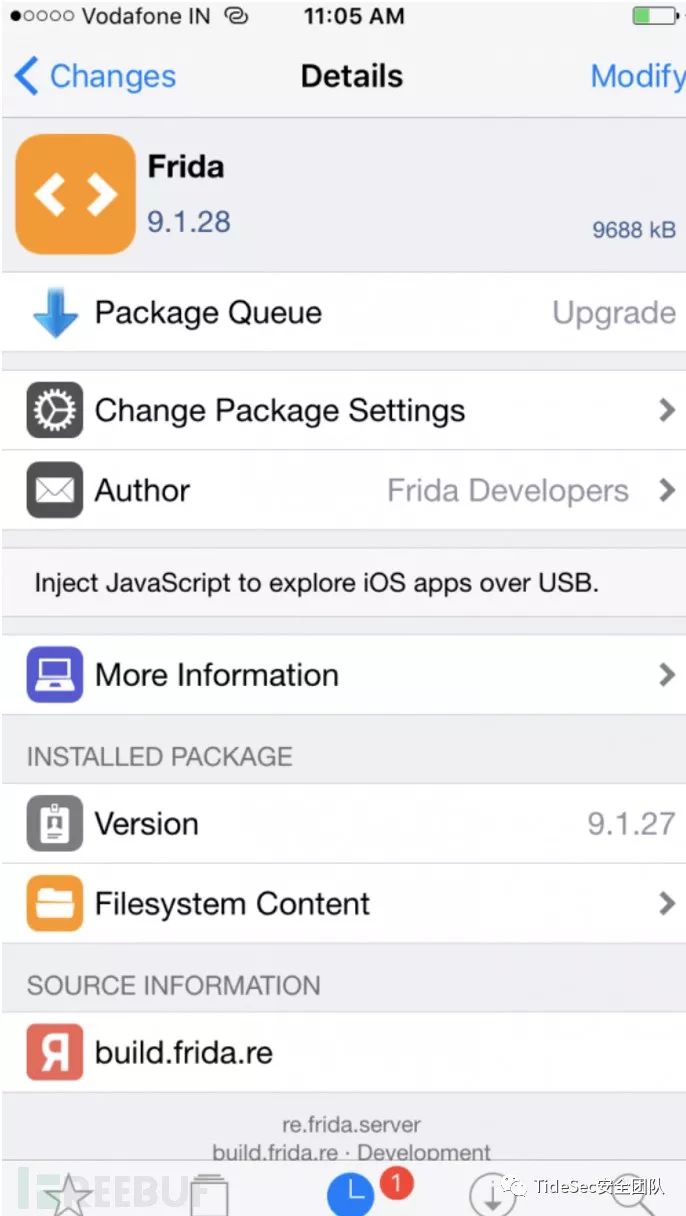 Vodafone IN 11:05 AM
Changes Details Modify
Frida
9.1.28
9688 kB
Package Queue Upgrade
Change Package Settings
Author Frida Developers
Inject JavaScript to explore iOS apps over USB.
More Information
INSTALLED PACKAGE
Version 9.1.27
Filesystem Content
SOURCE INFORMATION
build.frida.re
re.frida.server
build.frida.re · Development
1
FREEBUF
TideSec安全团队